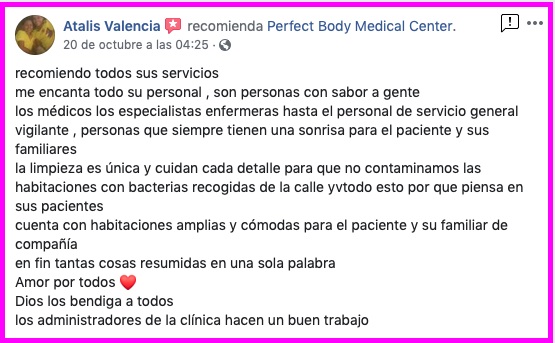 Atalis Valencia recomienda Perfect Body Medical Center.
20 de octubre a las 04:25 ·
recomiendo todos sus servicios
me encanta todo su personal , son personas con sabor a gente
los médicos los especialistas enfermeras hasta el personal de servicio general
vigilante , personas que siempre tienen una sonrisa para el paciente y sus
familiares
la limpieza es única y cuidan cada detalle para que no contaminamos las
habitaciones con bacterias recogidas de la calle yvtodo esto por que piensa en
sus pacientes
cuenta con habitaciones amplias y cómodas para el paciente y su familiar de
compañía
en fin tantas cosas resumidas en una sola palabra
Amor por todos ❤️
Dios los bendiga a todos
los administradores de la clínica hacen un buen trabajo